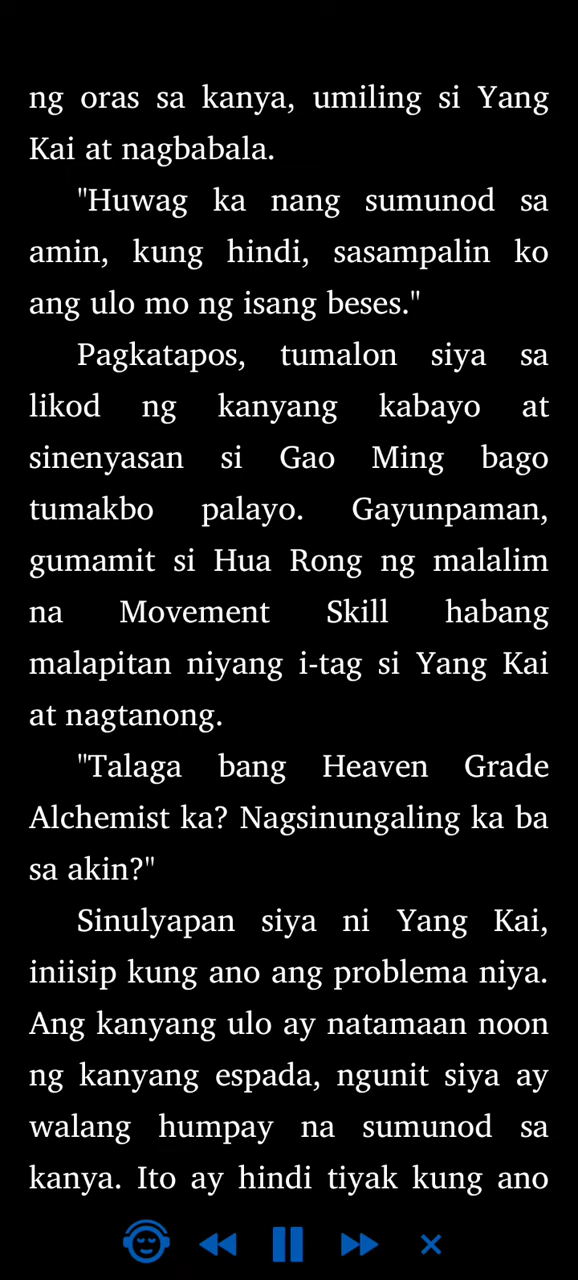 ng oras sa kanya, umiling si Yang
Kai at nagbabala.
"Huwag ka nang sumunod sa
amin, kung hindi, sasampalin ko
ang ulo mo ng isang beses."
Pagkatapos, tumalon siya sa
likod ng kanyang kabayo at
sinenyasan si Gao Ming bago
tumakbo palayo. Gayunpaman,
gumamit si Hua Rong ng malalim
na Movement Skill habang
malapitan niyang i-tag si Yang Kai
at nagtanong.
"Talaga bang Heaven Grade
Alchemist ka? Nagsinungaling ka ba
sa akin?"
Sinulyapan siya ni Yang Kai,
iniisip kung ano ang problema niya.
Ang kanyang ulo ay natamaan noon
ng kanyang espada, ngunit siya ay
walang humpay na sumunod sa
kanya. Ito ay hindi tiyak kung ano